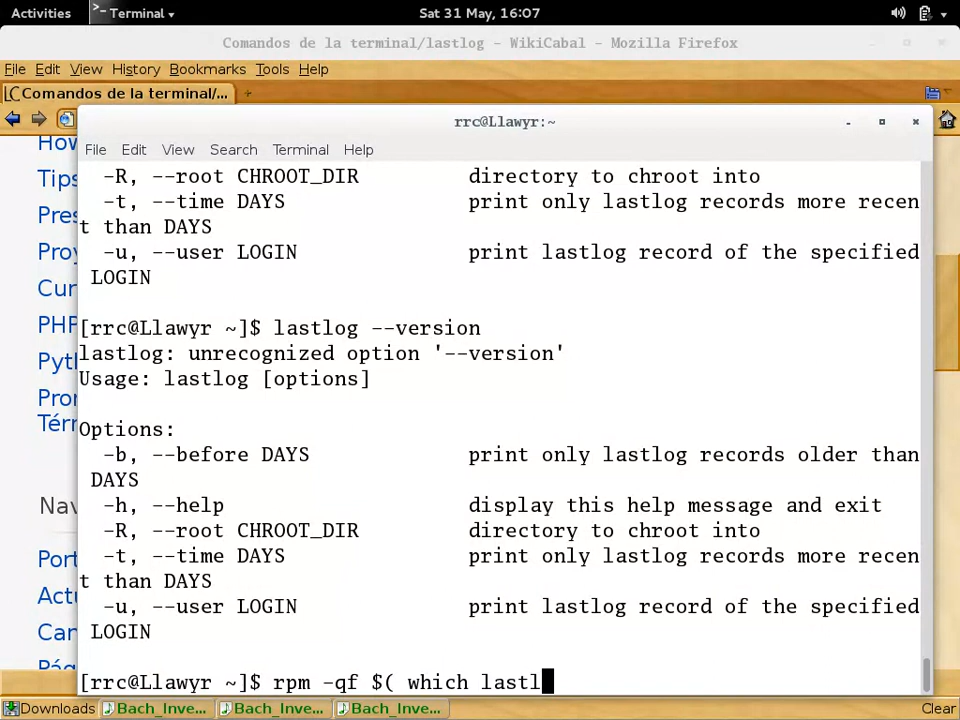 Activities Terminal Sat 31 May, 16:07
Comandos de la terminal/lastlog - WikiCabal - Mozilla Firefox
File Edit View History Bookmarks Tools Help
Comandos de la terminal/...
rrc@Llawyr:~
File Edit View Search Terminal Help
-R, --root CHROOT_DIR directory to chroot into
-t, --time DAYS print only lastlog records more recen
t than DAYS
-u, --user LOGIN print lastlog record of the specified
LOGIN
[rrc@Llawyr ~]$ lastlog --version
lastlog: unrecognized option '--version'
Usage: lastlog [options]
Options:
-b, --before DAYS print only lastlog records older than
DAYS
-h, --help display this help message and exit
-R, --root CHROOT_DIR directory to chroot into
-t, --time DAYS print only lastlog records more recen
t than DAYS
-u, --user LOGIN print lastlog record of the specified
LOGIN
[rrc@Llawyr ~]$ rpm -qf $( which lastl
How
Tips
Pres
Proy
Cur
PHP
Pyt
Pro
Tér
Nav
Port
Actu
Can
Pág
Downloads Bach_Inve... Bach_Inve... Bach_Inve... Clear